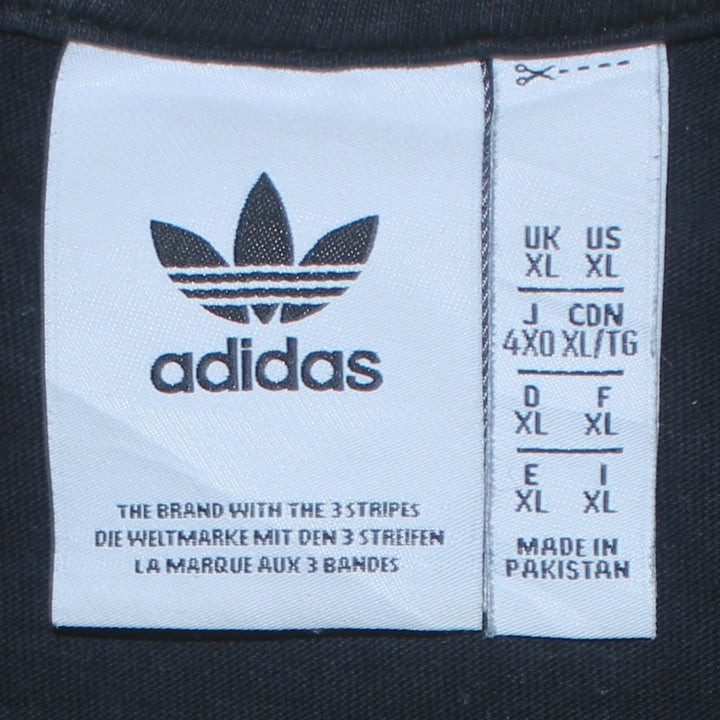 adidas
THE BRAND WITH THE 3 STRIPES
DIE WELTMARKE MIT DEN 3 STREIFEN
LA MARQUE AUX 3 BANDES
UK US
XL XL
J CDN
4XO XL/TG
D F
XL XL
E I
XL XL
MADE IN
PAKISTAN